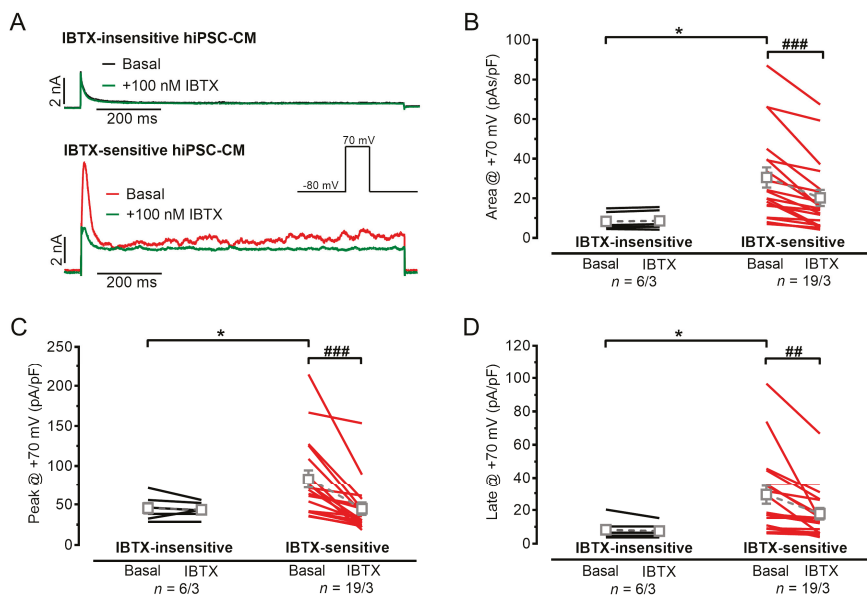 A
IBTX-insensitive hiPSC-CM
Basal
+100 nM IBTX
2 nA
200 ms
IBTX-sensitive hiPSC-CM
70 mV
-80 mV
Basal
+100 nM IBTX
2 nA
200 ms
B
Area @ +70 mV (pAs/pF)
100
80
60
40
20
0
*
###
IBTX-insensitive IBTX-sensitive
Basal IBTX Basal IBTX
n = 6/3 n = 19/3
C
Peak @ +70 mV (pA/pF)
250
200
150
100
50
0
*
###
IBTX-insensitive IBTX-sensitive
Basal IBTX Basal IBTX
n = 6/3 n = 19/3
D
Late @ +70 mV (pA/pF)
120
100
80
60
40
20
0
*
##
IBTX-insensitive IBTX-sensitive
Basal IBTX Basal IBTX
n = 6/3 n = 19/3